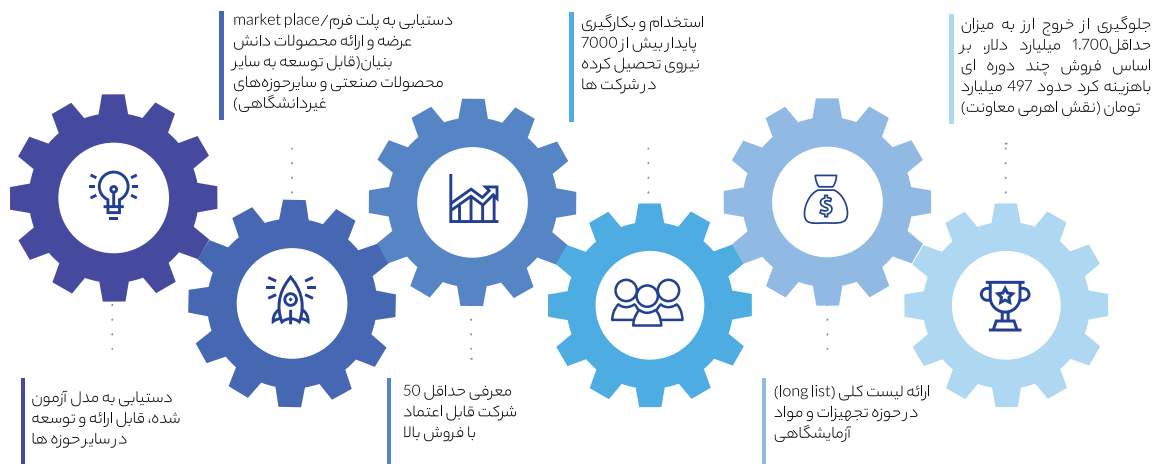 دستیابی به پلت فرم/market place
عرضه و ارائه محصولات دانش
بنیان(قابل توسعه به سایر
محصولات صنعتی و سایرحوزه‌های
غیردانشگاهی)
استخدام و بکارگیری
پایدار بیش از 7000
نیروی تحصیل کرده
در شرکت ها
جلوگیری از خروج ارز به میزان
حداقل1.700 میلیارد دلار، بر
اساس فروش چند دوره ای
باهزینه کرد حدود 497 میلیارد
تومان (نقش اهرمی معاونت)
$
دستیابی به مدل آزمون
شده، قابل ارائه و توسعه
در سایر حوزه ها
معرفی حداقل 50
شرکت قابل اعتماد
با فروش بالا
ارائه لیست کلی (long list)
در حوزه تجهیزات و مواد
آزمایشگاهی